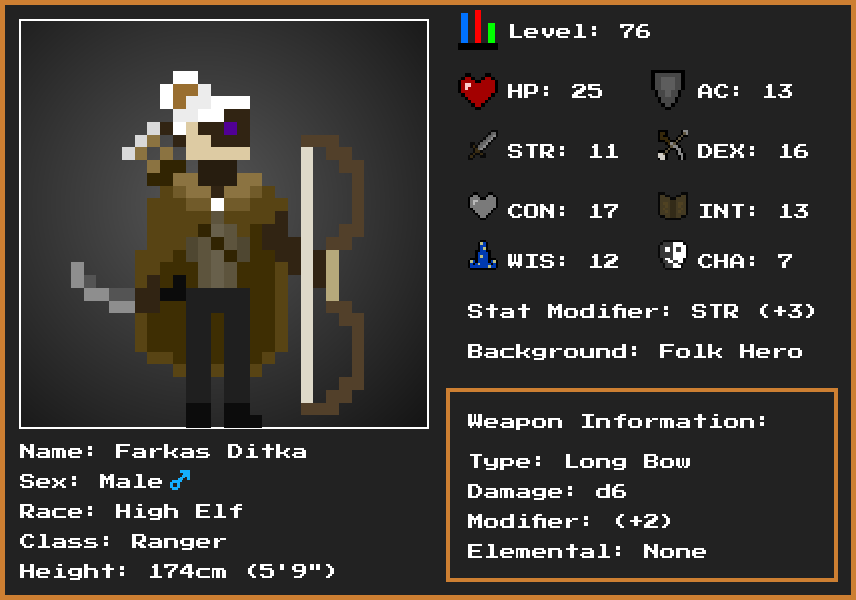 Level: 76
HP: 25 AC: 13
STR: 11 DEX: 16
CON: 17 INT: 13
WIS: 12 CHA: 7
Stat Modifier: STR (+3)
Background: Folk Hero
Weapon Information:
Type: Long Bow
Damage: d6
Modifier: (+2)
Elemental: None
Name: Farkas Ditka
Sex: Male ♂
Race: High Elf
Class: Ranger
Height: 174cm (5'9")